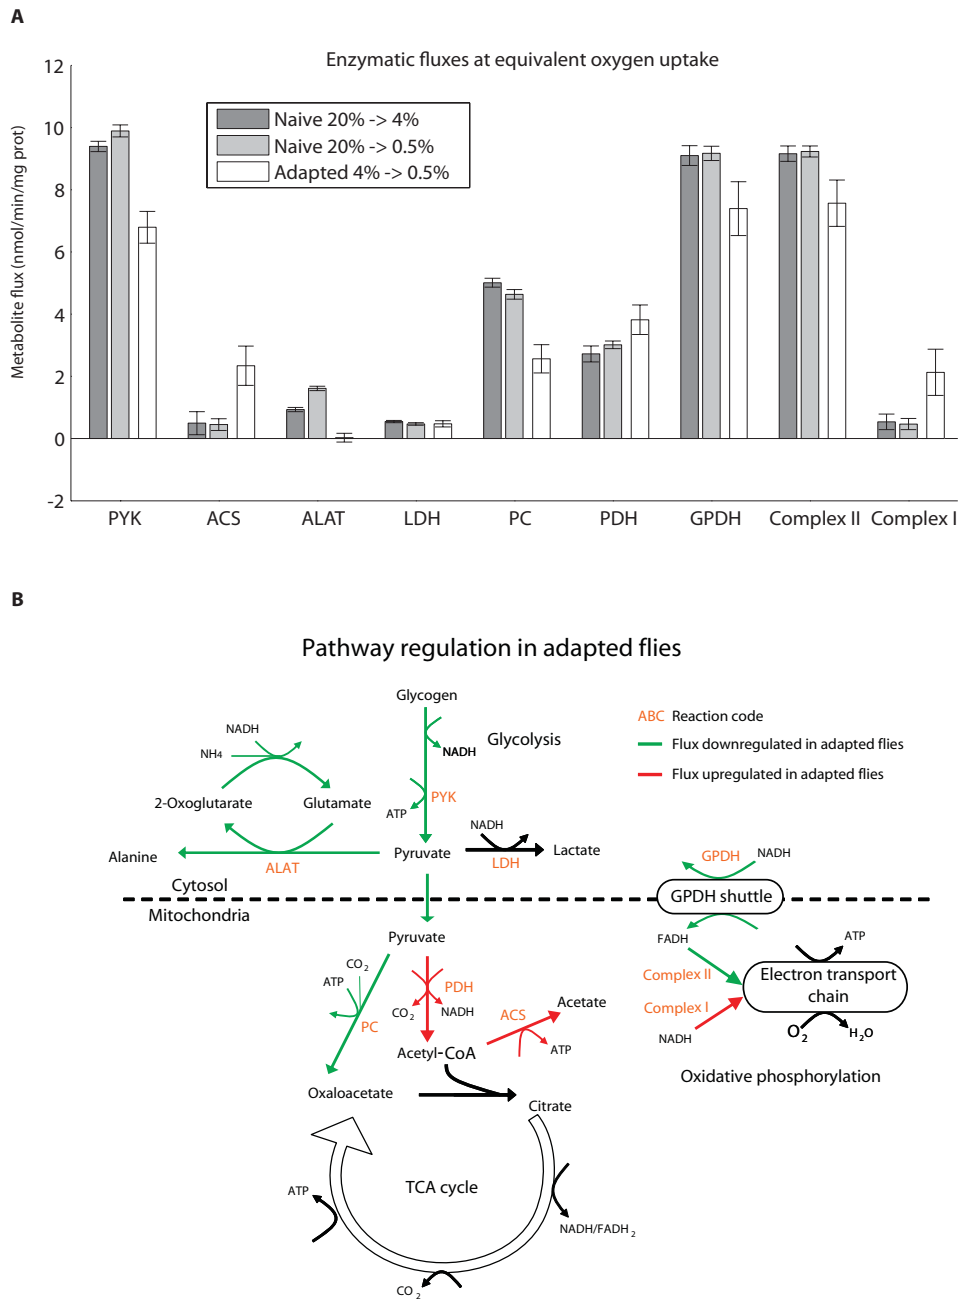 A
Enzymatic fluxes at equivalent oxygen uptake
Metabolite flux (nmol/min/mg prot)
12
10
8
6
4
2
0
-2
Naive 20% -> 4%
Naive 20% -> 0.5%
Adapted 4% -> 0.5%
PYK ACS ALAT LDH PC PDH GPDH Complex II Complex I
B
Pathway regulation in adapted flies
Glycogen
ABC Reaction code
Flux downregulated in adapted flies
Flux upregulated in adapted flies
NADH
NH4
NADH
Glycolysis
2-Oxoglutarate
Glutamate
ATP
PYK
NADH
Alanine
ALAT
Pyruvate
LDH
Lactate
GPDH
NADH
Cytosol
GPDH shuttle
Mitochondria
Pyruvate
FADH
ATP
CO2
ATP
PC
PDH
CO2
NADH
ACS
Acetate
ATP
Complex II
Complex I
NADH
Electron transport
chain
O2
H2O
Acetyl-CoA
Oxidative phosphorylation
Oxaloacetate
Citrate
TCA cycle
ATP
NADH/FADH2
CO2